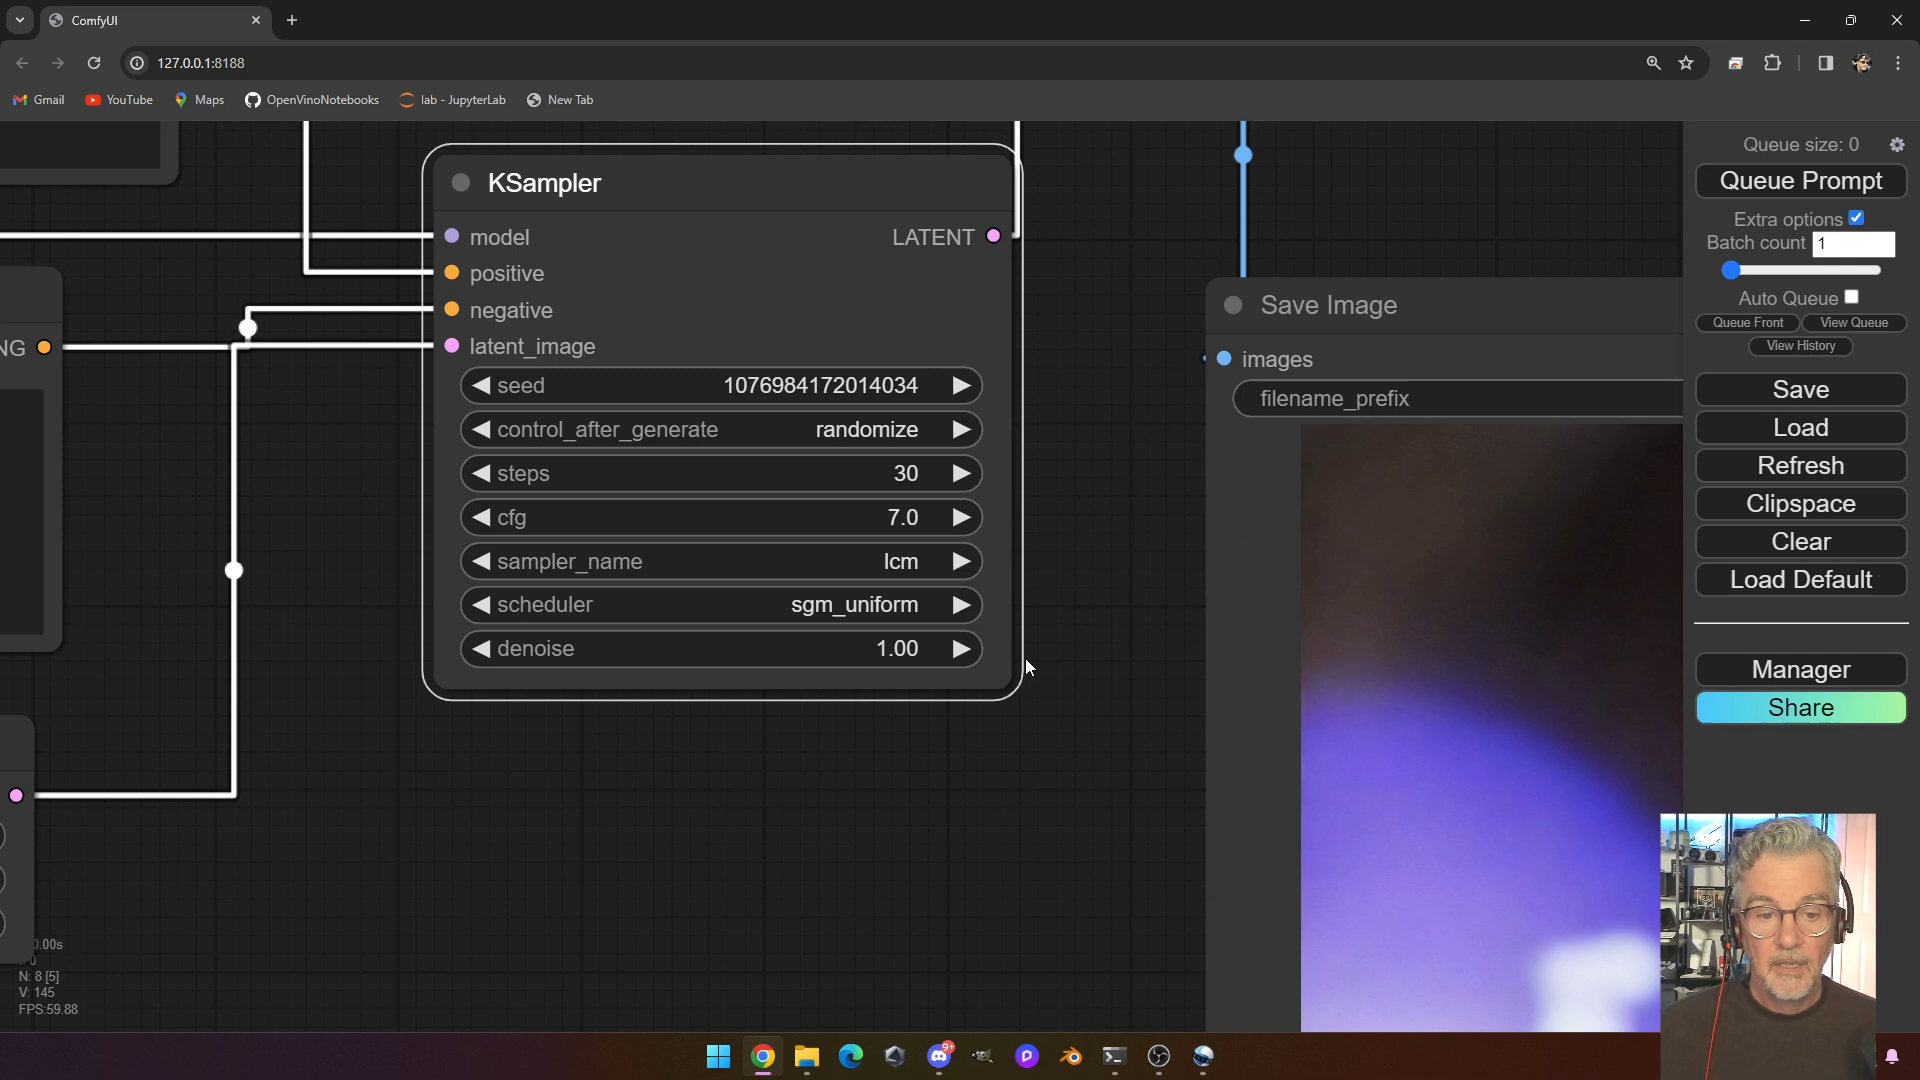 ComfyUI
127.0.0.1:8188
Gmail
YouTube
Maps
OpenVinoNotebooks
lab - JupyterLab
New Tab
KSampler
model
LATENT
positive
negative
latent_image
seed 1076984172014034
control_after_generate randomize
steps 30
cfg 7.0
sampler_name lcm
scheduler sgm_uniform
denoise 1.00
NG
Save Image
images
filename_prefix
Queue size: 0
Queue Prompt
Extra options
Batch count 1
Auto Queue
Queue Front
View Queue
View History
Save
Load
Refresh
Clipspace
Clear
Load Default
Manager
Share
N: 8 [5]
V: 145
FPS:59.88
9+